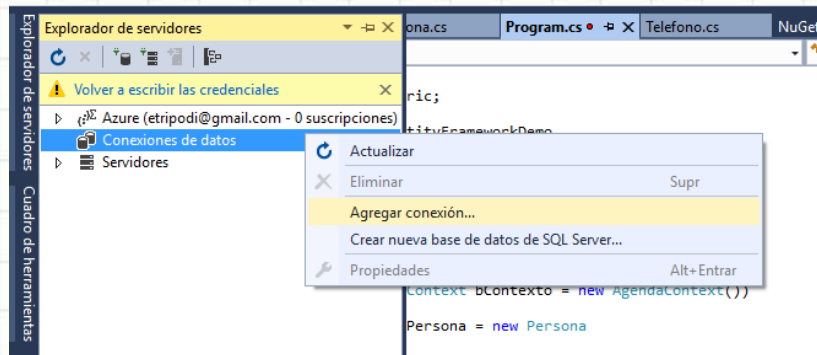 Explorador de servidores
Cuadro de herramientas
Explorador de servidores
Volver a escribir las credenciales
Azure (etripodi@gmail.com - 0 suscripciones)
Conexiones de datos
Servidores
Actualizar
Eliminar Supr
Agregar conexión...
Crear nueva base de datos de SQL Server...
Propiedades Alt+Entrar
ona.cs Program.cs Telefono.cs NuGet
ric;
tityFrameworkDemo
Context bContexto = new AgendaContext())
Persona = new Persona